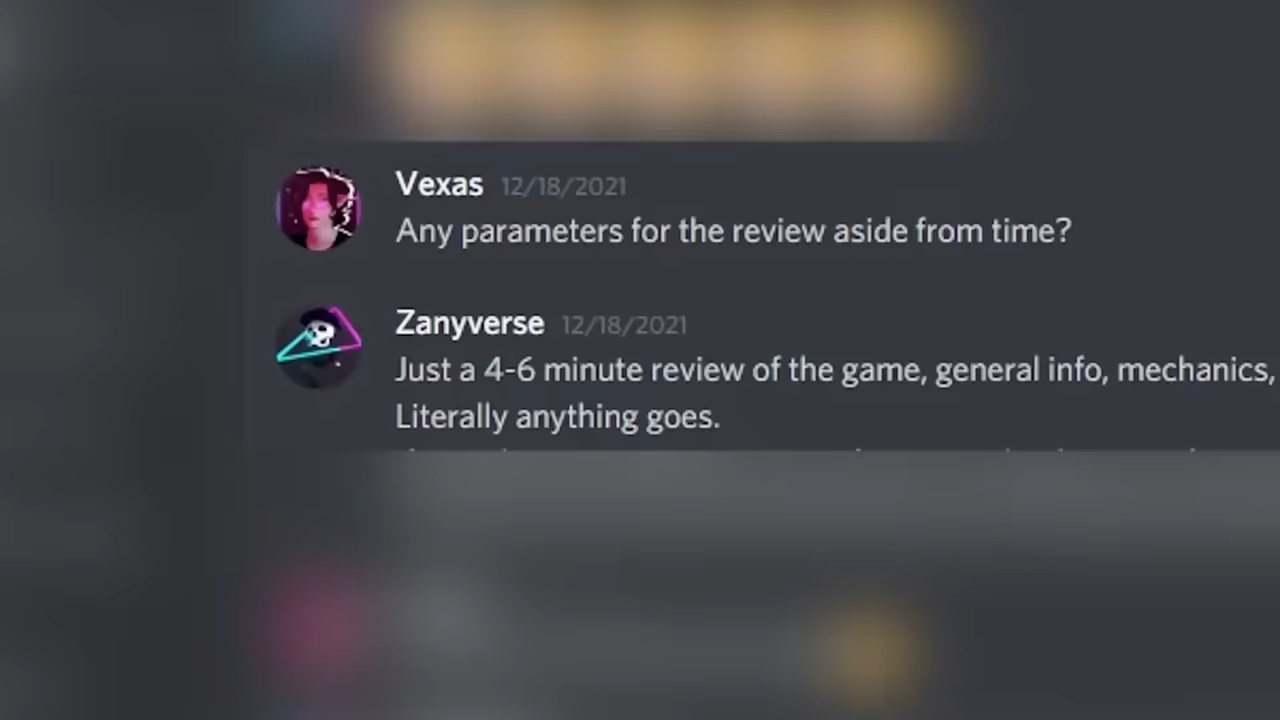 Vexas 12/18/2021
Any parameters for the review aside from time?
Zanyverse 12/18/2021
Just a 4-6 minute review of the game, general info, mechanics,
Literally anything goes.